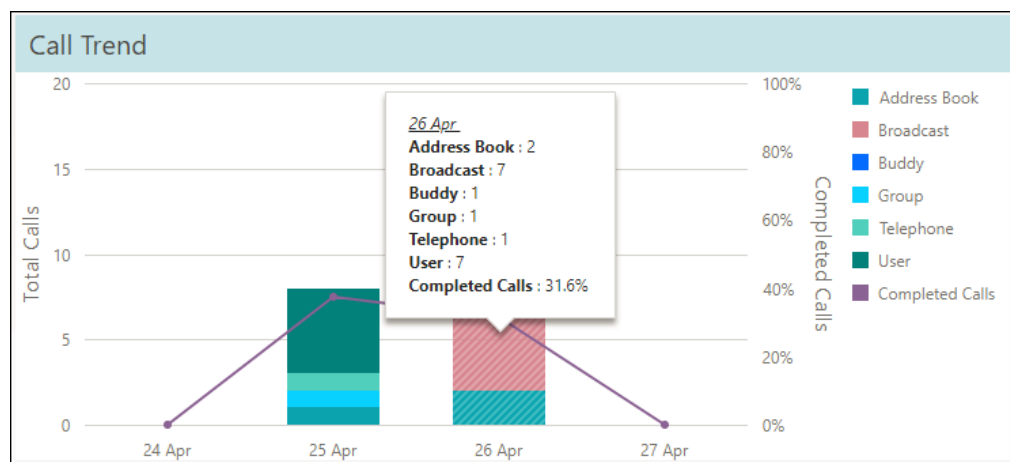 Call Trend
20
15
10
5
0
Total Calls
24 Apr
25 Apr
26 Apr
27 Apr
26 Apr
Address Book : 2
Broadcast : 7
Buddy : 1
Group : 1
Telephone : 1
User : 7
Completed Calls : 31.6%
100%
80%
60%
40%
20%
0%
Completed Calls
Address Book
Broadcast
Buddy
Group
Telephone
User
Completed Calls